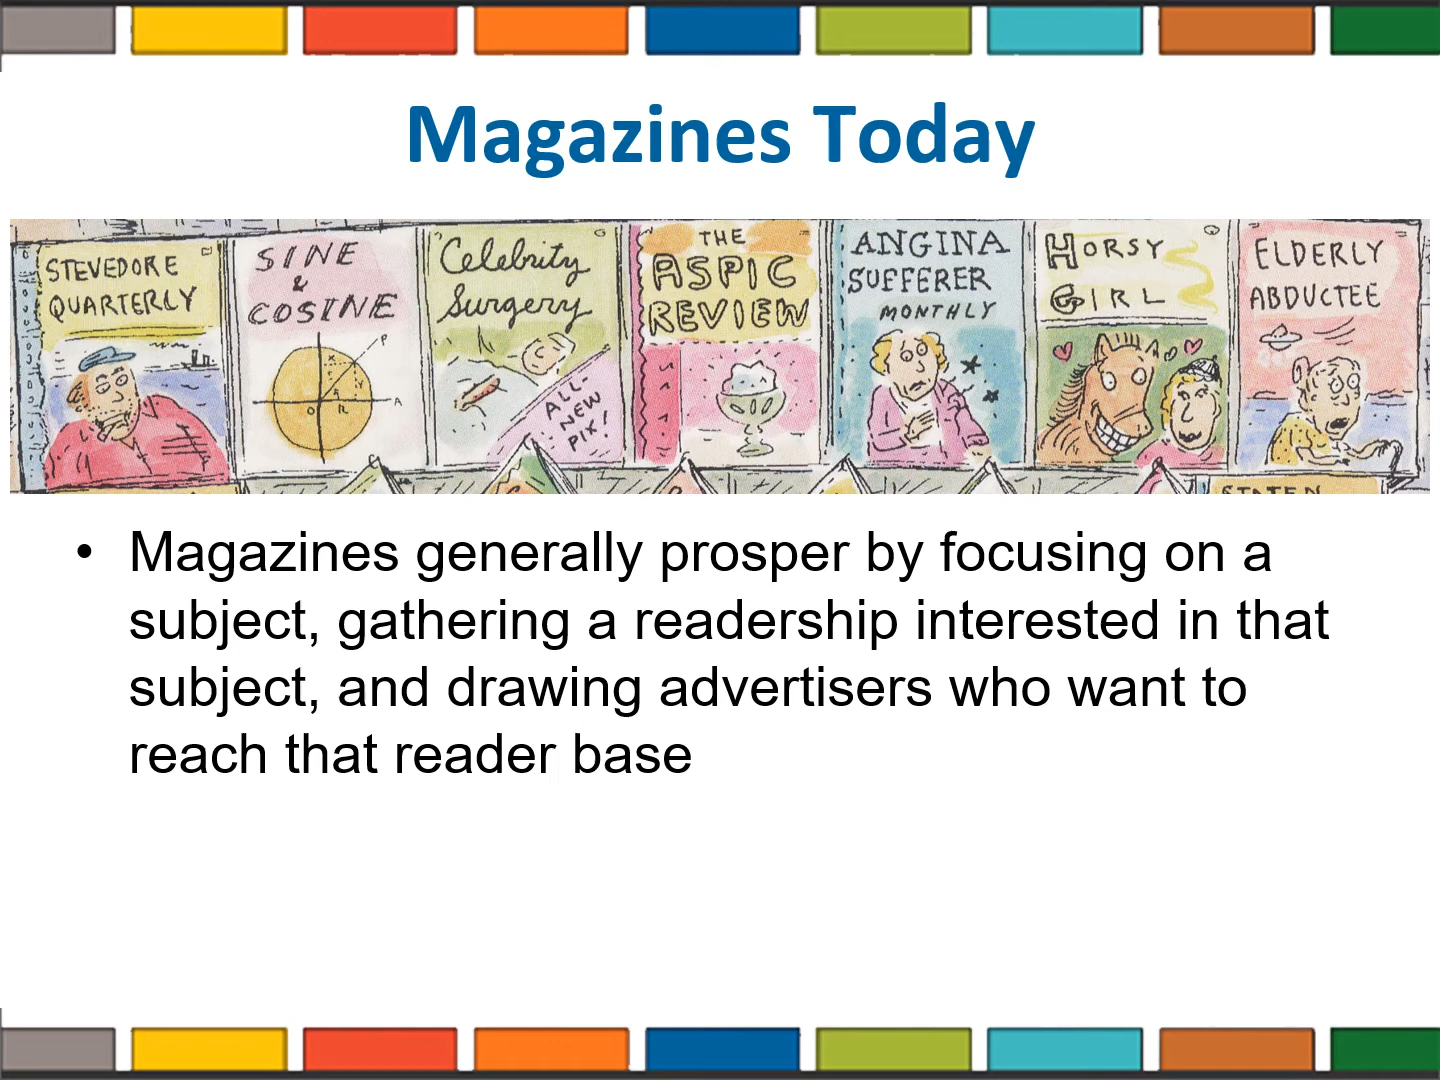 Magazines Today
STEVEDORE
QUARTERLY
SINE
&
COSINE
P
X
Y
O
R
A
Celebrity
Surgery
ALL-
NEW
PIX!
THE
ASPIC
REVIEW
ANGINA
SUFFERER
MONTHLY
HORSY
GIRL
ELDERLY
ABDUCTEE
STATEN
• Magazines generally prosper by focusing on a
subject, gathering a readership interested in that
subject, and drawing advertisers who want to
reach that reader base